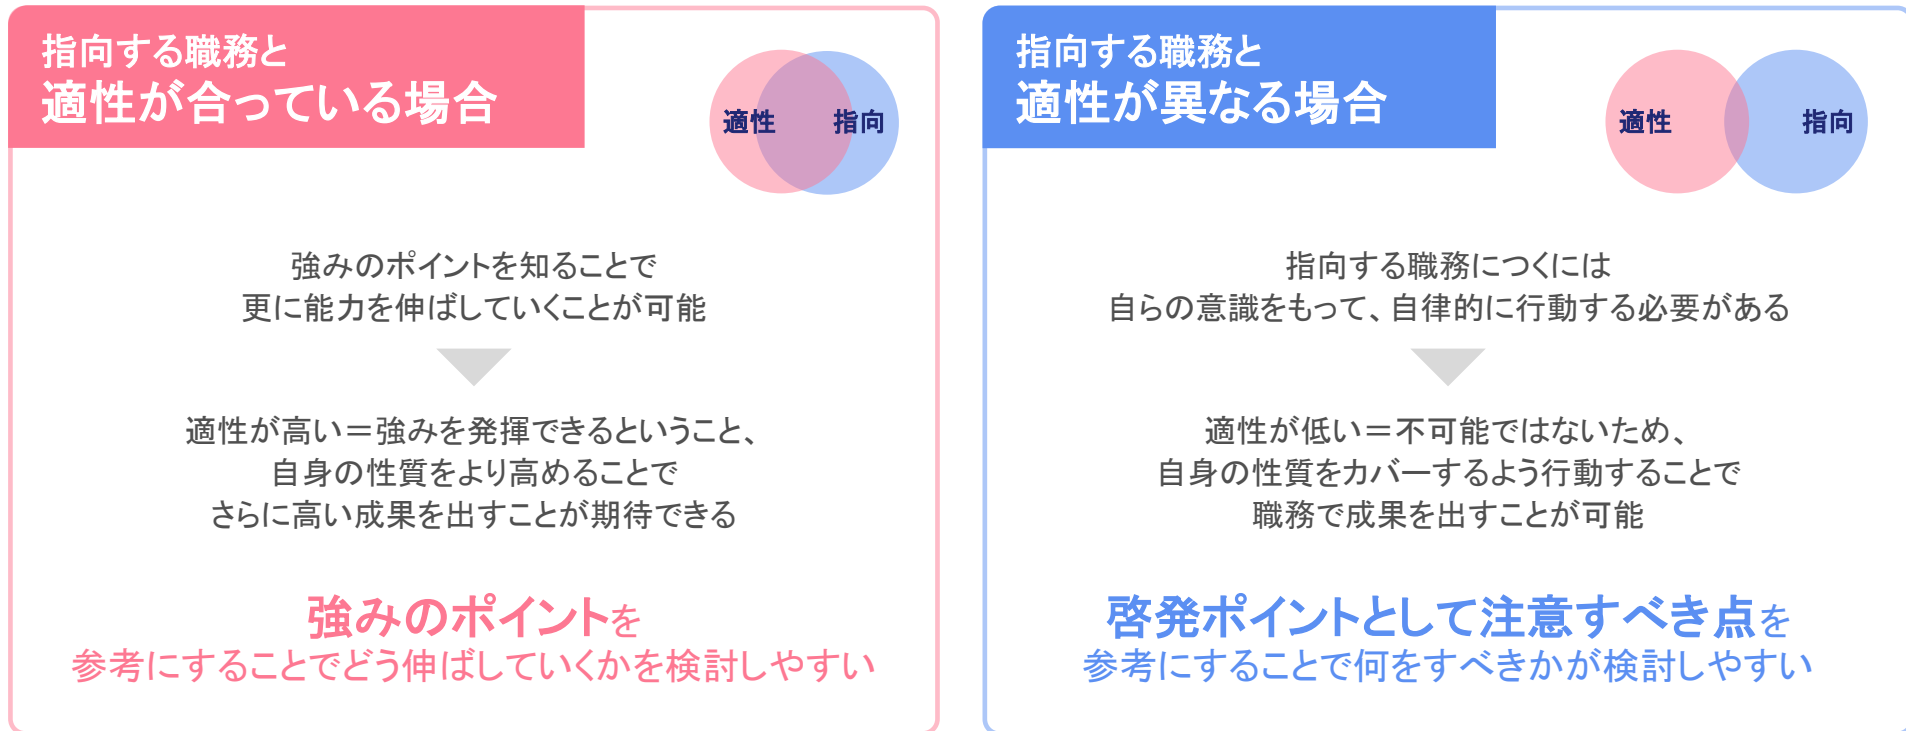 指向する職務と
適性が合っている場合
適性
指向
強みのポイントを知ることで
更に能力を伸ばしていくことが可能
適性が高い＝強みを発揮できるということ、
自身の性質をより高めることで
さらに高い成果を出すことが期待できる
強みのポイントを
参考にすることでどう伸ばしていくかを検討しやすい
指向する職務と
適性が異なる場合
適性
指向
指向する職務につくには
自らの意識をもって、自律的に行動する必要がある
適性が低い＝不可能ではないため、
自身の性質をカバーするよう行動することで
職務で成果を出すことが可能
啓発ポイントとして注意すべき点を
参考にすることで何をすべきかが検討しやすい